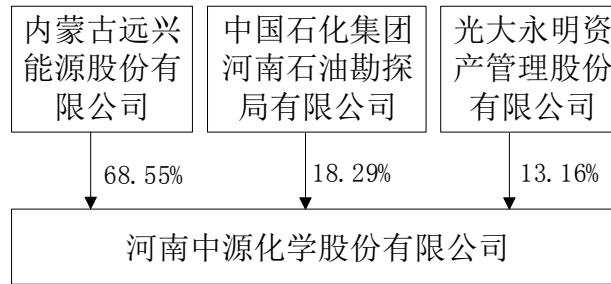 内蒙古远兴
能源股份有
限公司
中国石化集团
河南石油勘探
局有限公司
光大永明资
产管理股份
有限公司
68.55%
18.29%
13.16%
河南中源化学股份有限公司